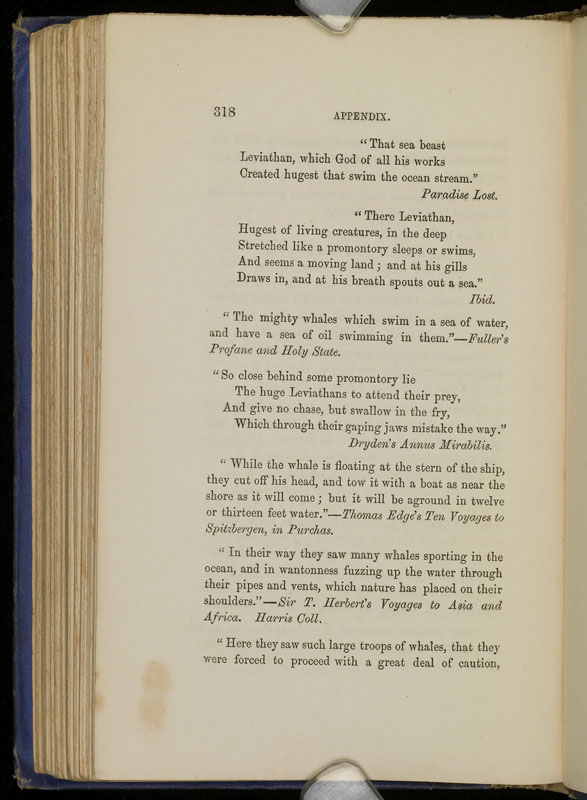 318
APPENDIX.
“ That sea beast
Leviathan, which God of all his works
Created hugest that swim the ocean stream.”
Paradise Lost.
“ There Leviathan,
Hugest of living creatures, in the deep
Stretched like a promontory sleeps or swims,
And seems a moving land ; and at his gills
Draws in, and at his breath spouts out a sea.”
Ibid.
“ The mighty whales which swim in a sea of water,
and have a sea of oil swimming in them.”—Fuller's
Profane and Holy State.
“ So close behind some promontory lie
The huge Leviathans to attend their prey,
And give no chase, but swallow in the fry,
Which through their gaping jaws mistake the way.”
Dryden's Annus Mirabilis.
“ While the whale is floating at the stern of the ship,
they cut off his head, and tow it with a boat as near the
shore as it will come ; but it will be aground in twelve
or thirteen feet water.”—Thomas Edge's Ten Voyages to
Spitzbergen, in Purchas.
“ In their way they saw many whales sporting in the
ocean, and in wantonness fuzzing up the water through
their pipes and vents, which nature has placed on their
shoulders.”—Sir T. Herbert's Voyages to Asia and
Africa. Harris Coll.
“ Here they saw such large troops of whales, that they
were forced to proceed with a great deal of caution,